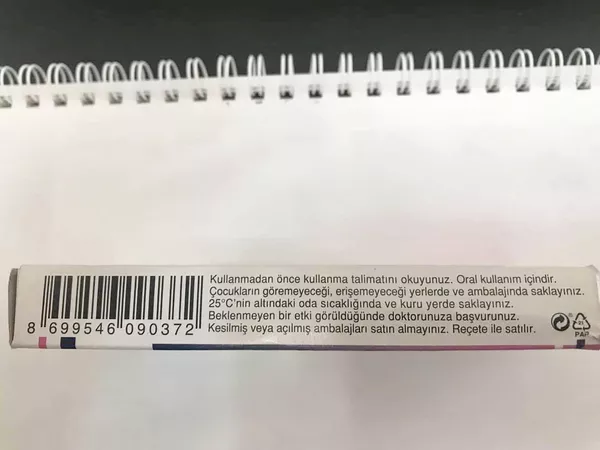 Kullanmadan önce kullanma talimatını okuyunuz. Oral kullanım içindir.
Çocukların göremeyeceği, erişemeyeceği yerlerde ve ambalajında saklayınız.
25°C'nin altındaki oda sıcaklığında ve kuru yerde saklayınız.
Beklenmeyen bir etki görüldüğünde doktorunuza başvurunuz.
Kesilmiş veya açılmış ambalajları satın almayınız. Reçete ile satılır.
8 699546 090372
PAP